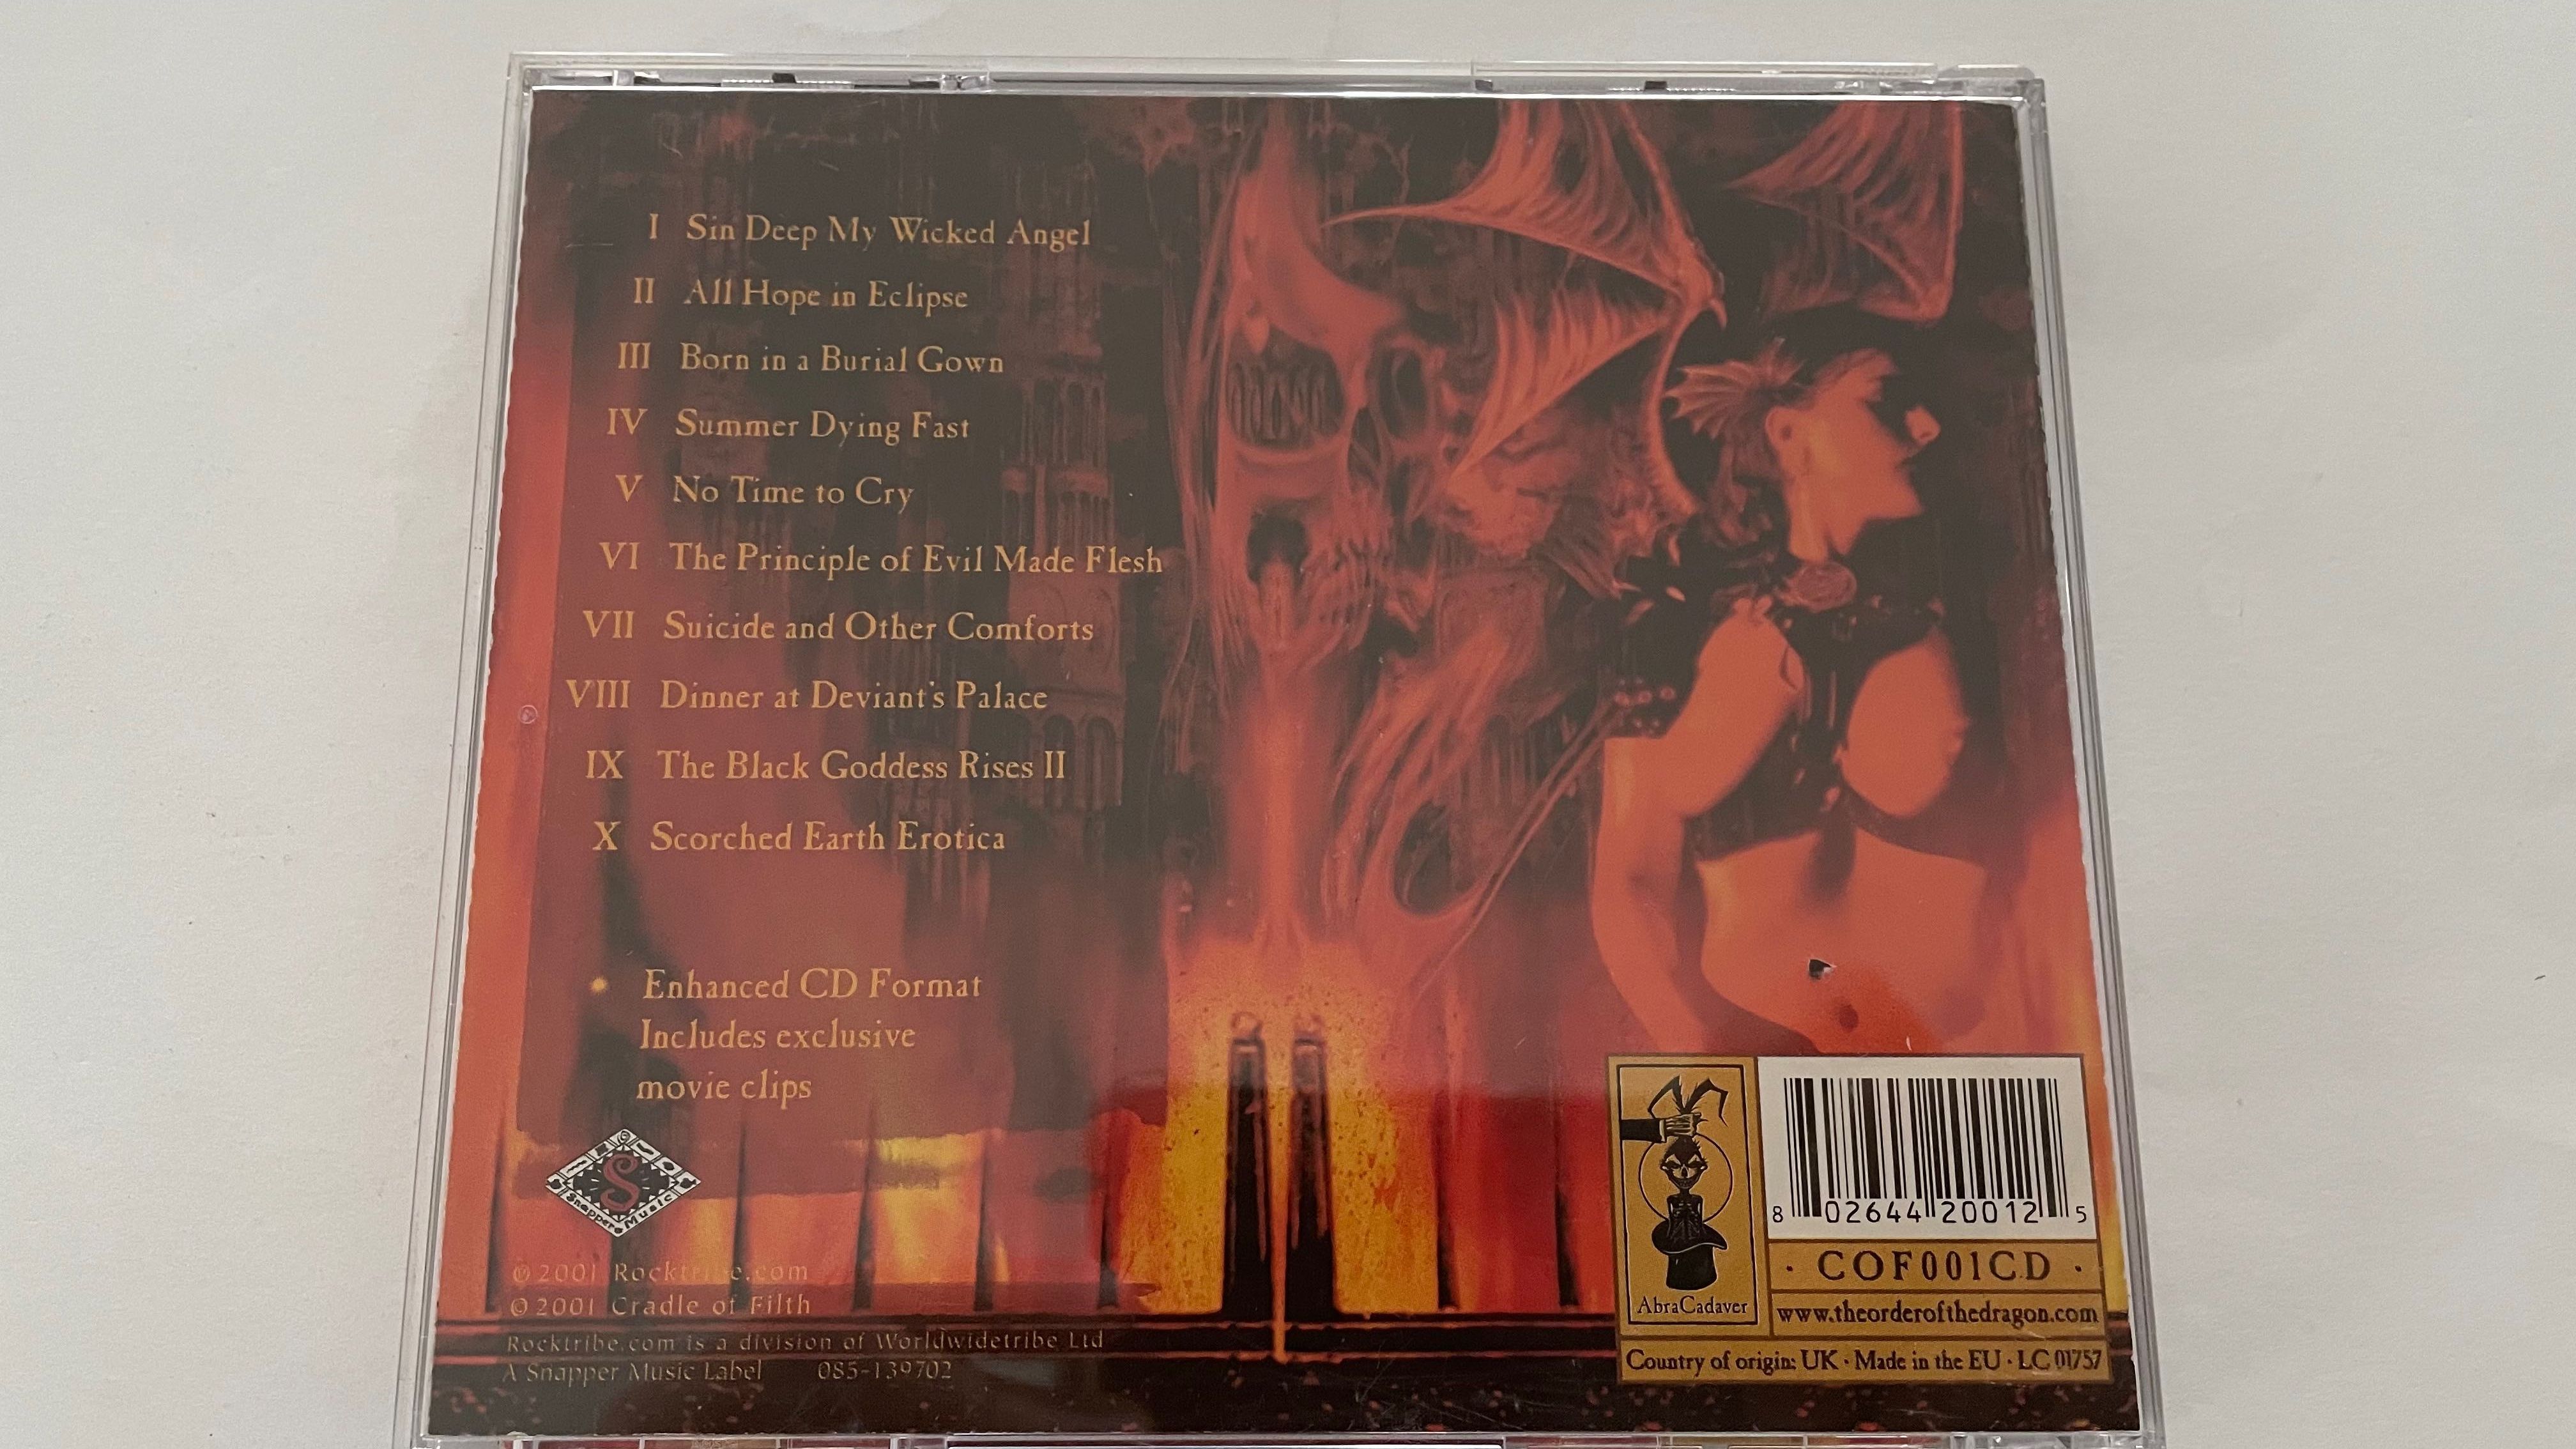 I Sin Deep My Wicked Angel
II All Hope in Eclipse
III Born in a Burial Gown
IV Summer Dying Fast
V No Time to Cry
VI The Principle of Evil Made Flesh
VII Suicide and Other Comforts
VIII Dinner at Deviant's Palace
IX The Black Goddess Rises II
X Scorched Earth Erotica
Enhanced CD Format
Includes exclusive
movie clips
S
Snapper Music
℗ 2001 Rocktribe.com
© 2001 Cradle of Filth
Rocktribe.com is a division of Worldwidetribe Ltd
A Snapper Music Label 085-139702
AbraCadaver
8 02644 20012 5
· COF001CD ·
www.theorderofthedragon.com
Country of origin: UK · Made in the EU · LC 01757